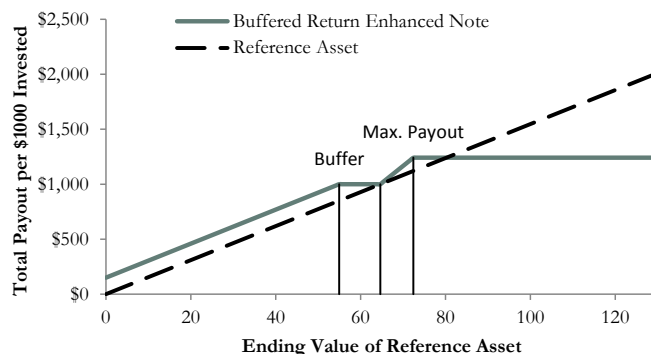 $2,500
$2,000
$1,500
$1,000
$500
$0
Total Payout per $1000 Invested
Buffered Return Enhanced Note
Reference Asset
Max. Payout
Buffer
0 20 40 60 80 100 120
Ending Value of Reference Asset